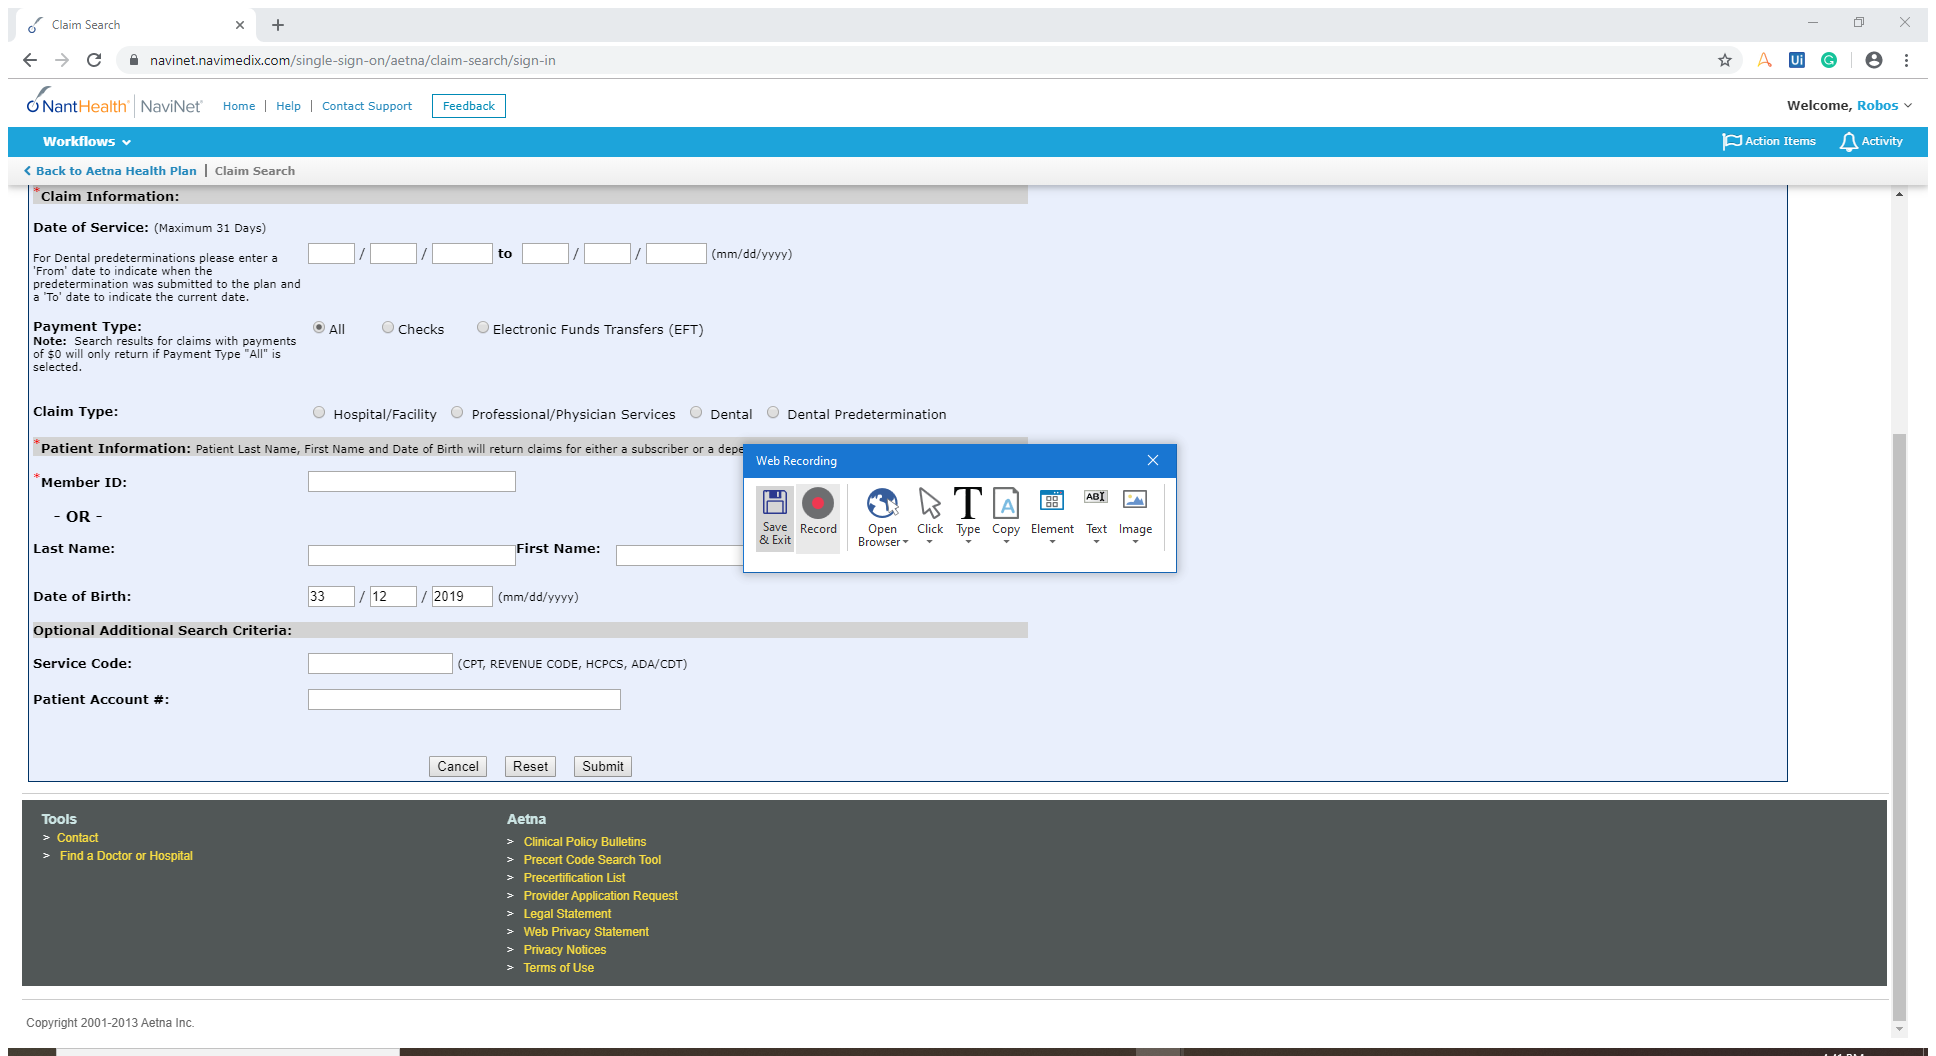 Claim Search
navinet.navimedix.com/single-sign-on/aetna/claim-search/sign-in
Ui
G
NantHealth® NaviNet® Home | Help | Contact Support Feedback
Welcome, Robos
Workflows
Action Items Activity
Back to Aetna Health Plan | Claim Search
*Claim Information:
Date of Service: (Maximum 31 Days)
For Dental predeterminations please enter a
'From' date to indicate when the
predetermination was submitted to the plan and
a 'To' date to indicate the current date.
/ / to / / (mm/dd/yyyy)
Payment Type:
Note: Search results for claims with payments
of $0 will only return if Payment Type "All" is
selected.
All Checks Electronic Funds Transfers (EFT)
Claim Type:
Hospital/Facility Professional/Physician Services Dental Dental Predetermination
*Patient Information: Patient Last Name, First Name and Date of Birth will return claims for either a subscriber or a depe
*Member ID:
- OR -
Last Name: First Name:
Date of Birth: 33 / 12 / 2019 (mm/dd/yyyy)
Optional Additional Search Criteria:
Service Code: (CPT, REVENUE CODE, HCPCS, ADA/CDT)
Patient Account #:
Cancel Reset Submit
Web Recording
Save
& Exit
Record
Open
Browser
Click
T
Type
A
Copy
Element
ABI
Text
Image
Tools
> Contact
> Find a Doctor or Hospital
Aetna
> Clinical Policy Bulletins
> Precert Code Search Tool
> Precertification List
> Provider Application Request
> Legal Statement
> Web Privacy Statement
> Privacy Notices
> Terms of Use
Copyright 2001-2013 Aetna Inc.